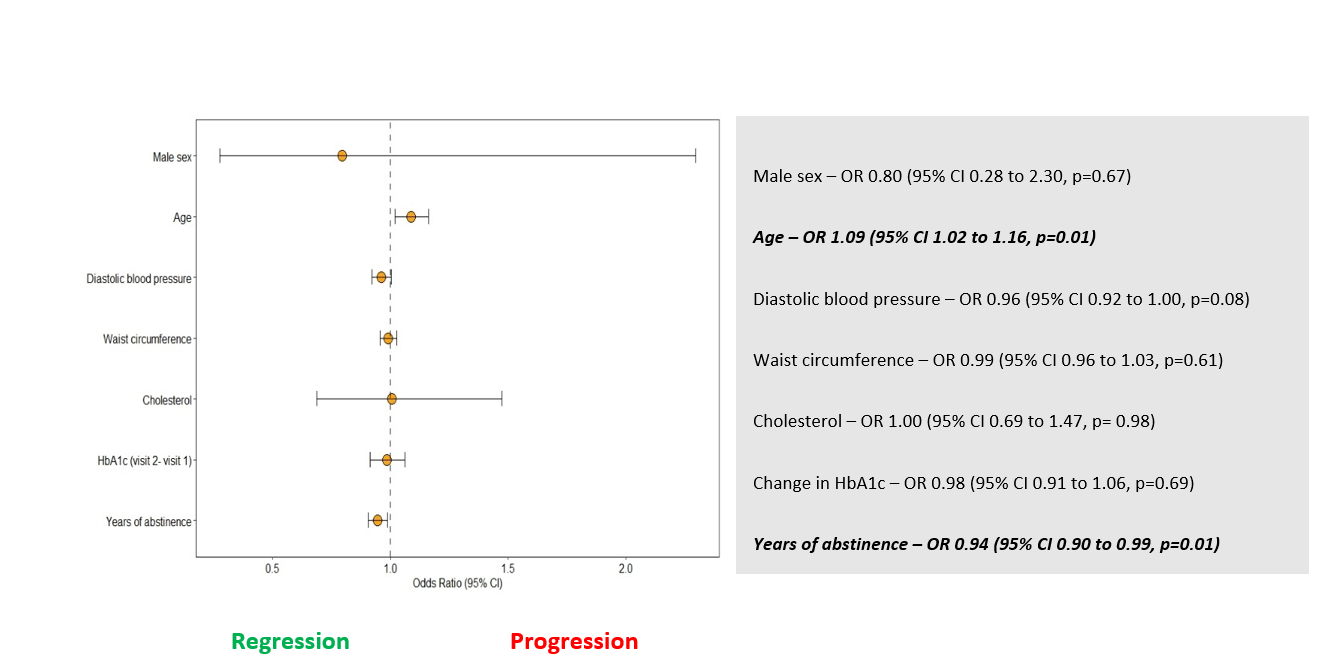 Male sex
Age
Diastolic blood pressure
Waist circumference
Cholesterol
HbA1c (visit 2- visit 1)
Years of abstinence
0.5 1.0 1.5 2.0
Odds Ratio (95% CI)
Regression Progression
Male sex – OR 0.80 (95% CI 0.28 to 2.30, p=0.67)
Age – OR 1.09 (95% CI 1.02 to 1.16, p=0.01)
Diastolic blood pressure – OR 0.96 (95% CI 0.92 to 1.00, p=0.08)
Waist circumference – OR 0.99 (95% CI 0.96 to 1.03, p=0.61)
Cholesterol – OR 1.00 (95% CI 0.69 to 1.47, p= 0.98)
Change in HbA1c – OR 0.98 (95% CI 0.91 to 1.06, p=0.69)
Years of abstinence – OR 0.94 (95% CI 0.90 to 0.99, p=0.01)